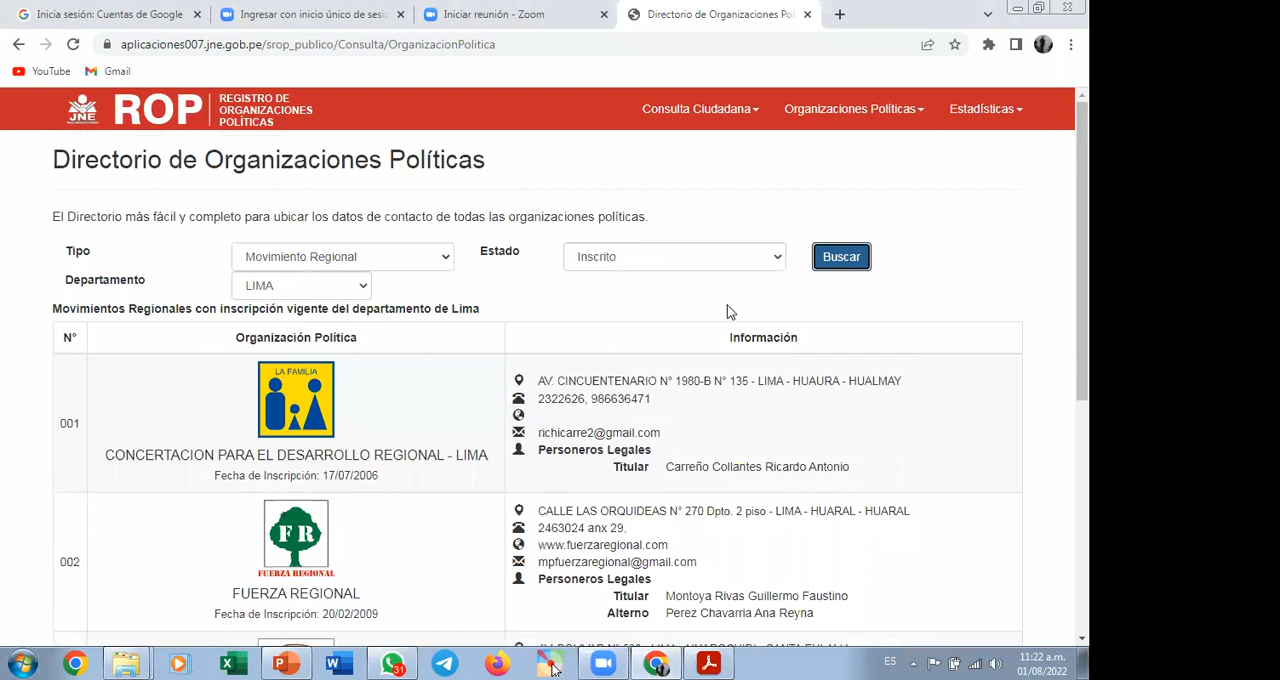 Inicia sesión: Cuentas de Google
Ingresar con inicio único de sesi
Iniciar reunión - Zoom
Directorio de Organizaciones Pol
aplicaciones007.jne.gob.pe/srop_publico/Consulta/OrganizacionPolitica
YouTube Gmail
JNE
ROP
REGISTRO DE
ORGANIZACIONES
POLÍTICAS
Consulta Ciudadana Organizaciones Políticas Estadísticas
Directorio de Organizaciones Políticas
El Directorio más fácil y completo para ubicar los datos de contacto de todas las organizaciones políticas.
Tipo Movimiento Regional Estado Inscrito Buscar
Departamento LIMA
Movimientos Regionales con inscripción vigente del departamento de Lima
N° Organización Política Información
001
LA FAMILIA
CONCERTACION PARA EL DESARROLLO REGIONAL - LIMA
Fecha de Inscripción: 17/07/2006
AV. CINCUENTENARIO N° 1980-B N° 135 - LIMA - HUAURA - HUALMAY
2322626, 986636471
richicarre2@gmail.com
Personeros Legales
Titular Carreño Collantes Ricardo Antonio
002
FR
FUERZA REGIONAL
FUERZA REGIONAL
Fecha de Inscripción: 20/02/2009
CALLE LAS ORQUIDEAS N° 270 Dpto. 2 piso - LIMA - HUARAL - HUARAL
2463024 anx 29,
www.fuerzaregional.com
mpfuerzaregional@gmail.com
Personeros Legales
Titular Montoya Rivas Guillermo Faustino
Alterno Perez Chavarria Ana Reyna
31
ES
11:22 a.m.
01/08/2022